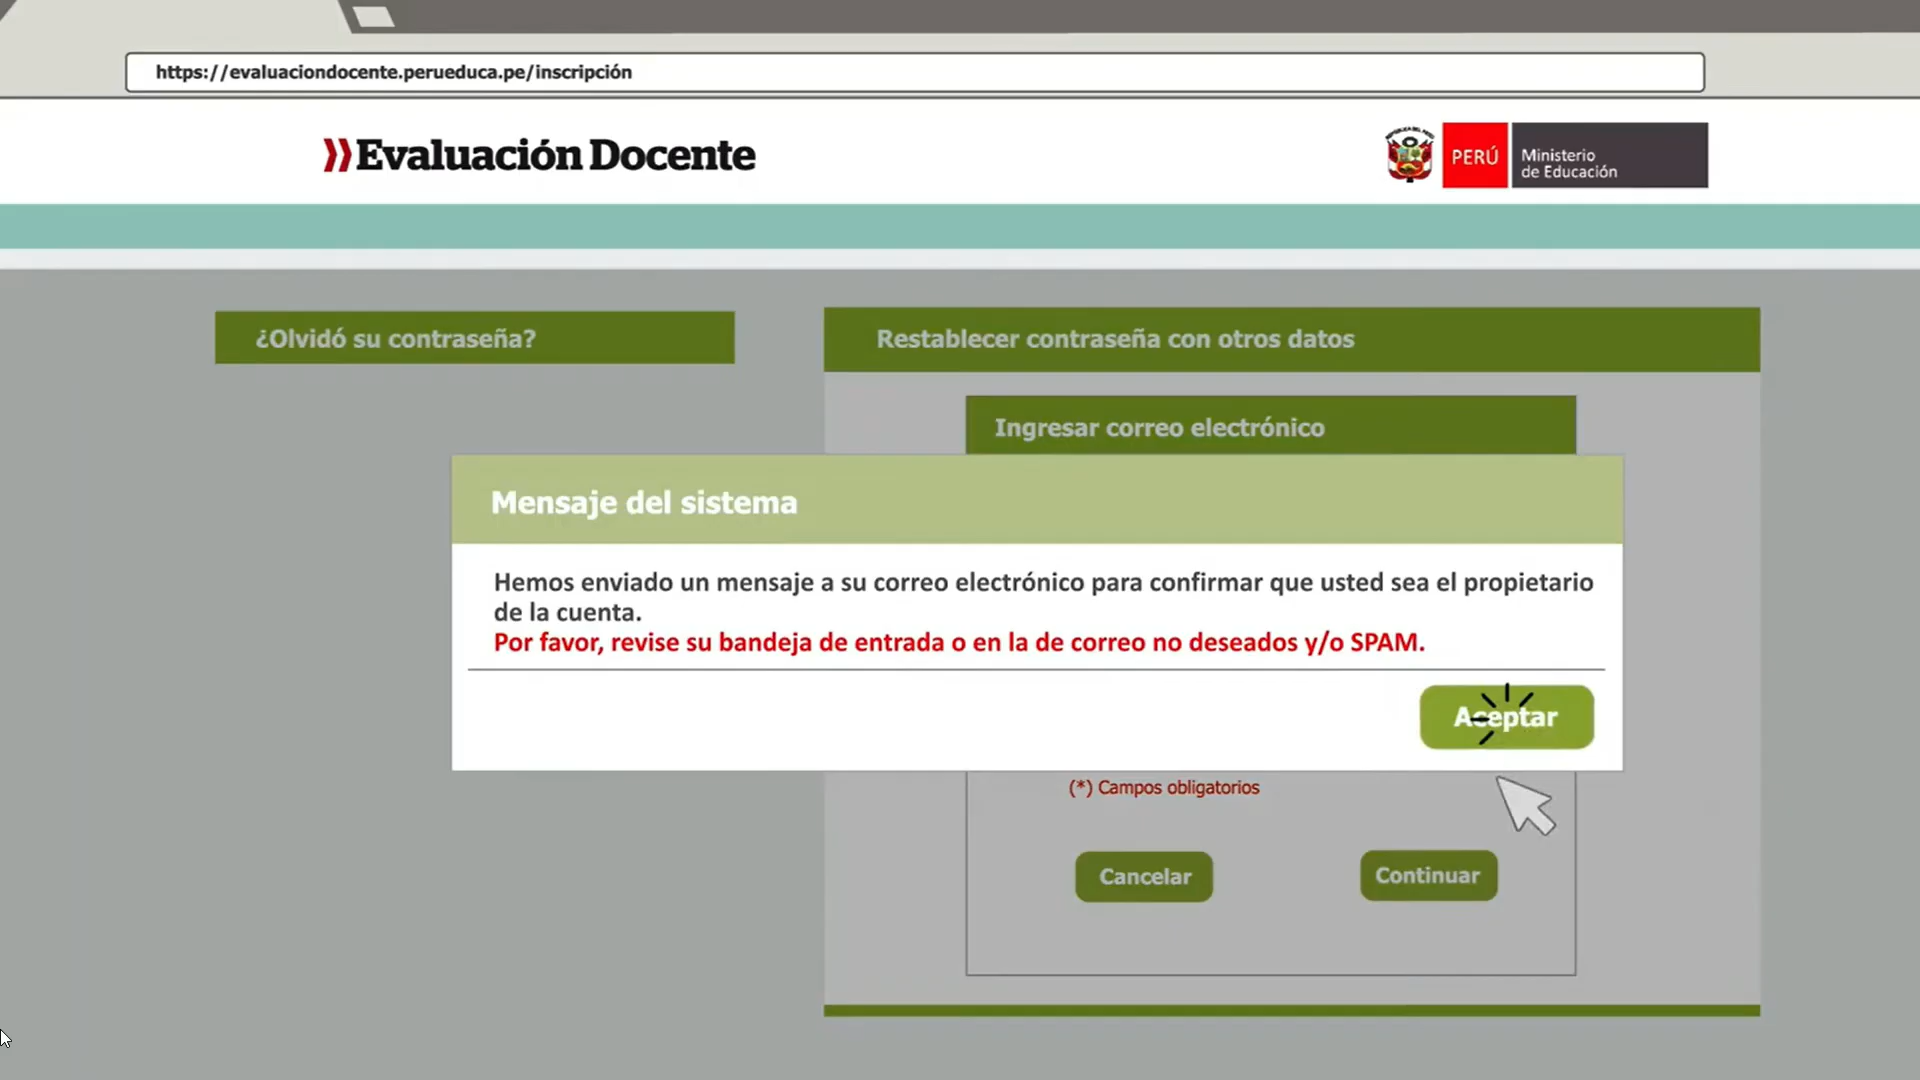 https://evaluaciondocente.perueduca.pe/inscripción
Evaluación Docente
REPÚBLICA DEL PERÚ
PERÚ
Ministerio
de Educación
¿Olvidó su contraseña?
Restablecer contraseña con otros datos
Ingresar correo electrónico
Mensaje del sistema
Hemos enviado un mensaje a su correo electrónico para confirmar que usted sea el propietario
de la cuenta.
Por favor, revise su bandeja de entrada o en la de correo no deseados y/o SPAM.
Aceptar
(*) Campos obligatorios
Cancelar
Continuar